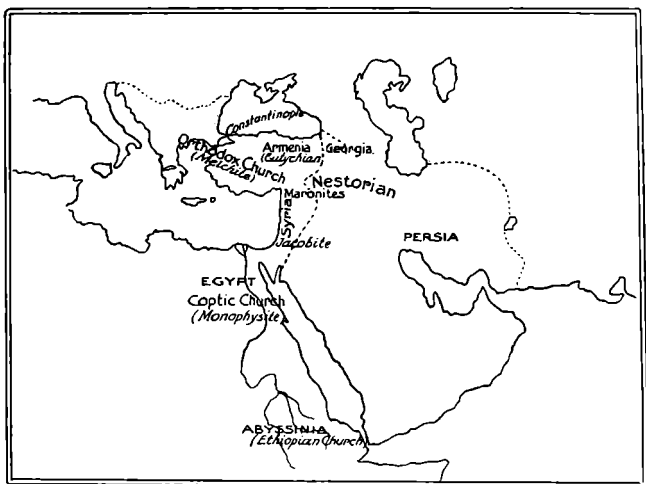 Constantinople
Orthodox Church
(Melchite)
Armenia
(Eutychian)
Georgia.
Nestorian
Maronites
Syria
Jacobite
PERSIA
EGYPT
Coptic Church
(Monophysite)
ABYSSINIA
(Ethiopian Church)